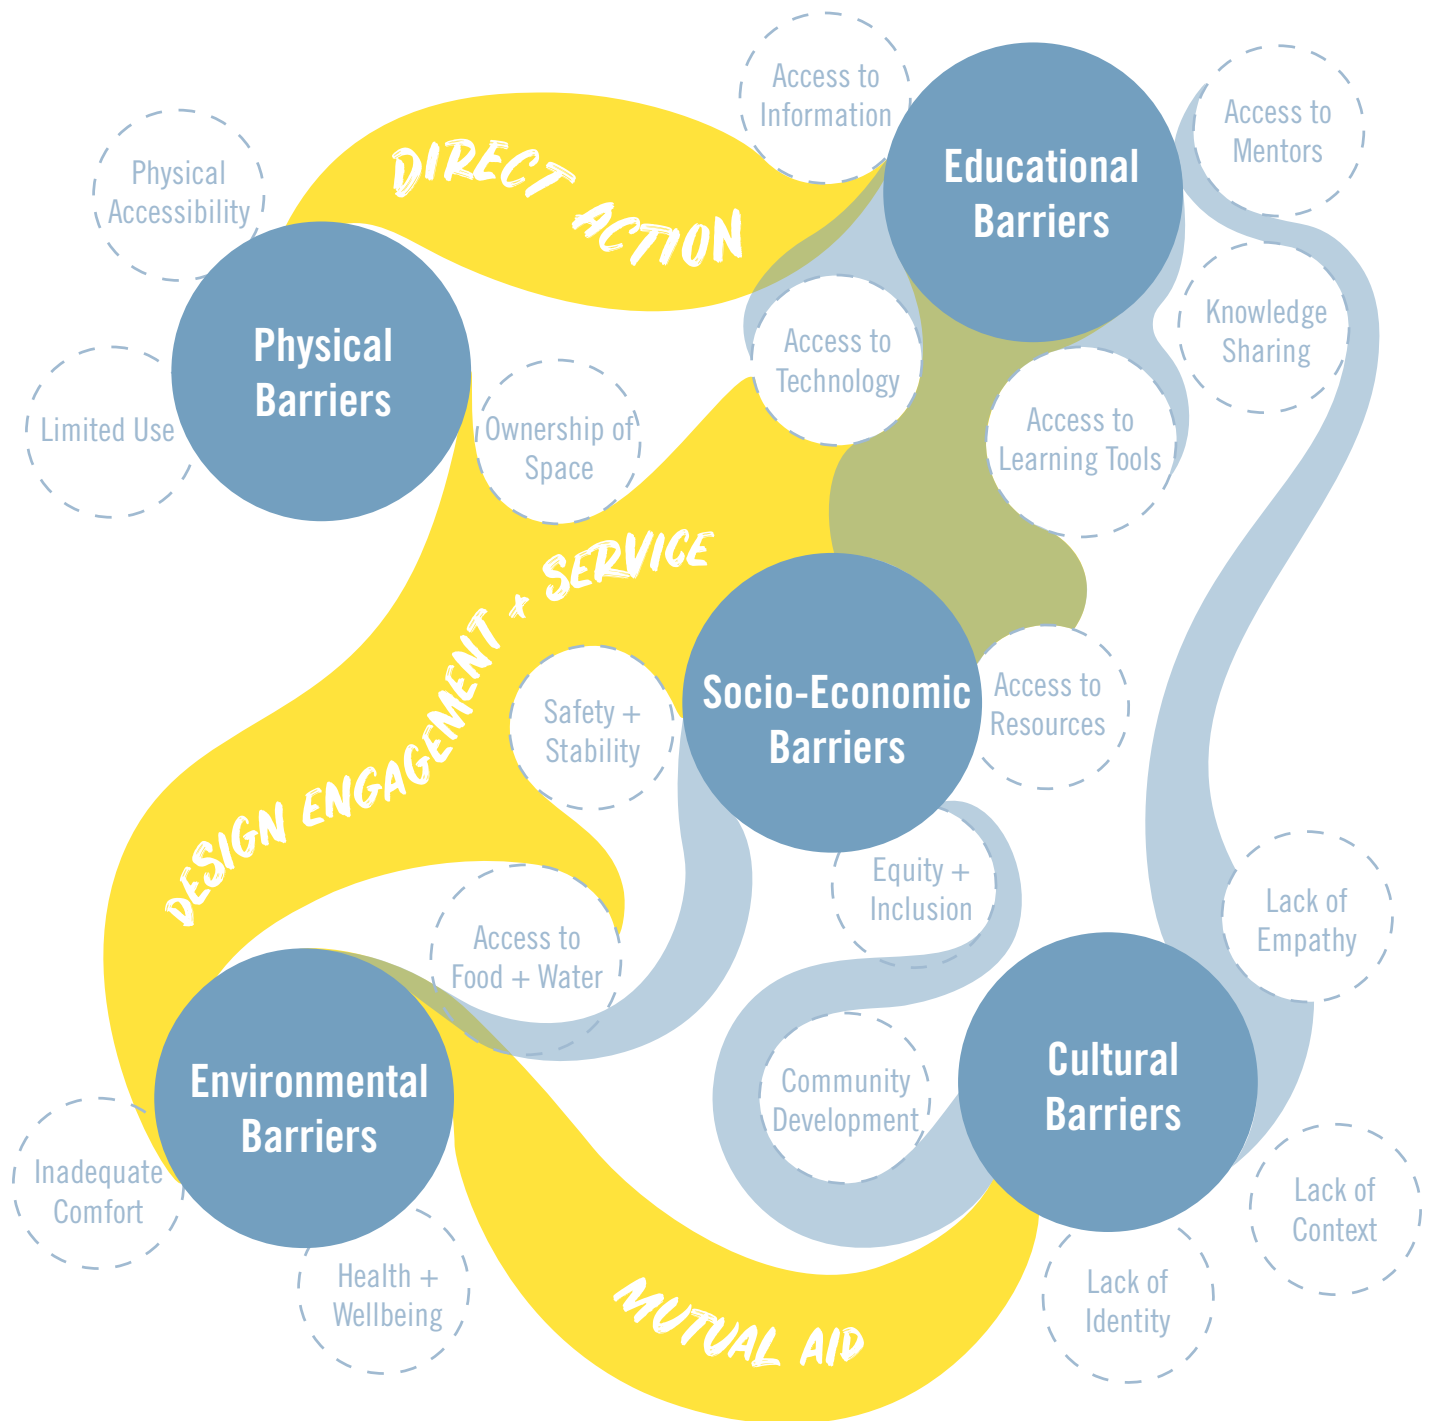 Access to
Information
Educational
Barriers
Access to
Mentors
DIRECT ACTION
Physical
Accessibility
Physical
Barriers
Limited Use
Ownership of
Space
Access to
Technology
Knowledge
Sharing
Access to
Learning Tools
DESIGN ENGAGEMENT + SERVICE
Safety +
Stability
Socio-Economic
Barriers
Access to
Resources
Equity +
Inclusion
Lack of
Empathy
Access to
Food + Water
Environmental
Barriers
Community
Development
Cultural
Barriers
Inadequate
Comfort
Lack of
Context
Health +
Wellbeing
MUTUAL AID
Lack of
Identity